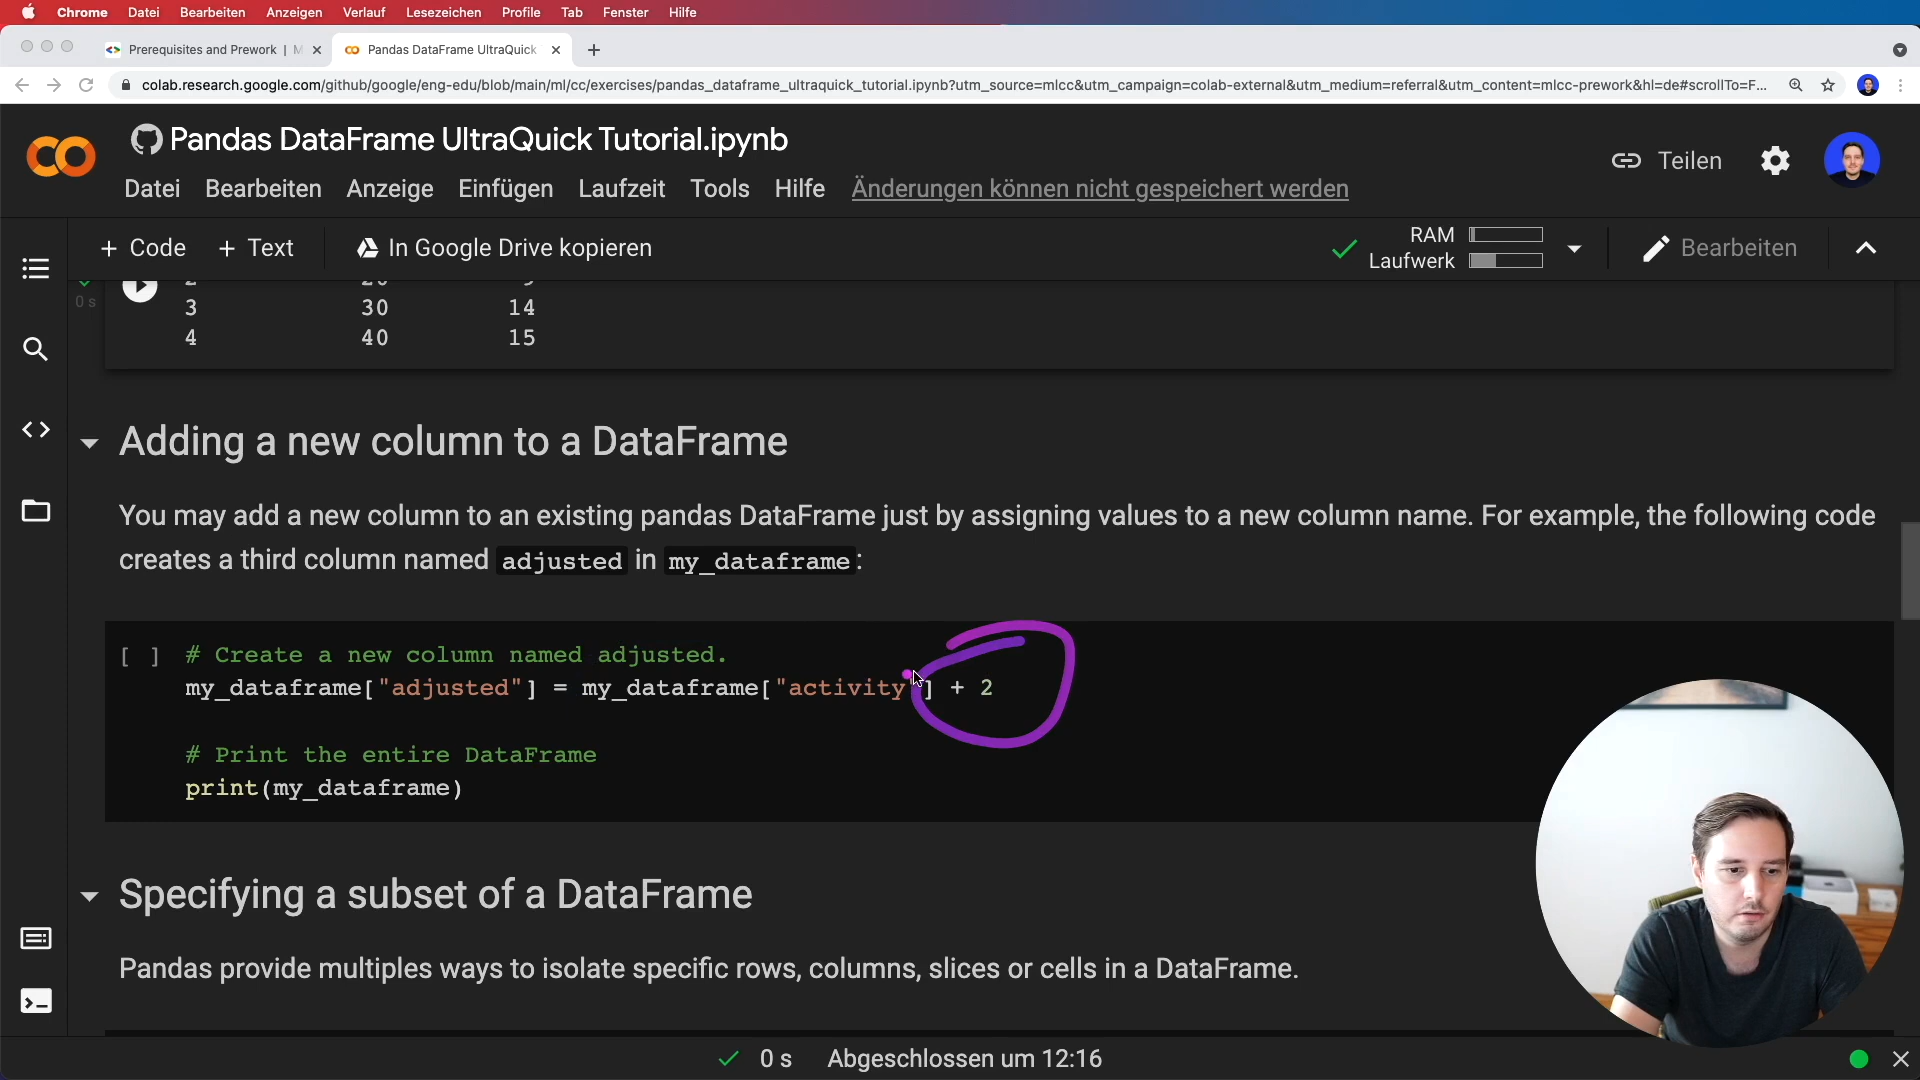 Chrome Datei Bearbeiten Anzeigen Verlauf Lesezeichen Profile Tab Fenster Hilfe
Prerequisites and Prework | M
Pandas DataFrame UltraQuick
colab.research.google.com/github/google/eng-edu/blob/main/ml/cc/exercises/pandas_dataframe_ultraquick_tutorial.ipynb?utm_source=mlcc&utm_campaign=colab-external&utm_medium=referral&utm_content=mlcc-prework&hl=de#scrollTo=F...
Pandas DataFrame UltraQuick Tutorial.ipynb
Teilen
Datei Bearbeiten Anzeige Einfügen Laufzeit Tools Hilfe Änderungen können nicht gespeichert werden
+ Code + Text In Google Drive kopieren
RAM
Laufwerk
Bearbeiten
0 s
3 30 14
4 40 15
Adding a new column to a DataFrame
You may add a new column to an existing pandas DataFrame just by assigning values to a new column name. For example, the following code
creates a third column named adjusted in my_dataframe:
[ ] # Create a new column named adjusted.
my_dataframe["adjusted"] = my_dataframe["activity"] + 2
# Print the entire DataFrame
print(my_dataframe)
Specifying a subset of a DataFrame
Pandas provide multiples ways to isolate specific rows, columns, slices or cells in a DataFrame.
0 s Abgeschlossen um 12:16